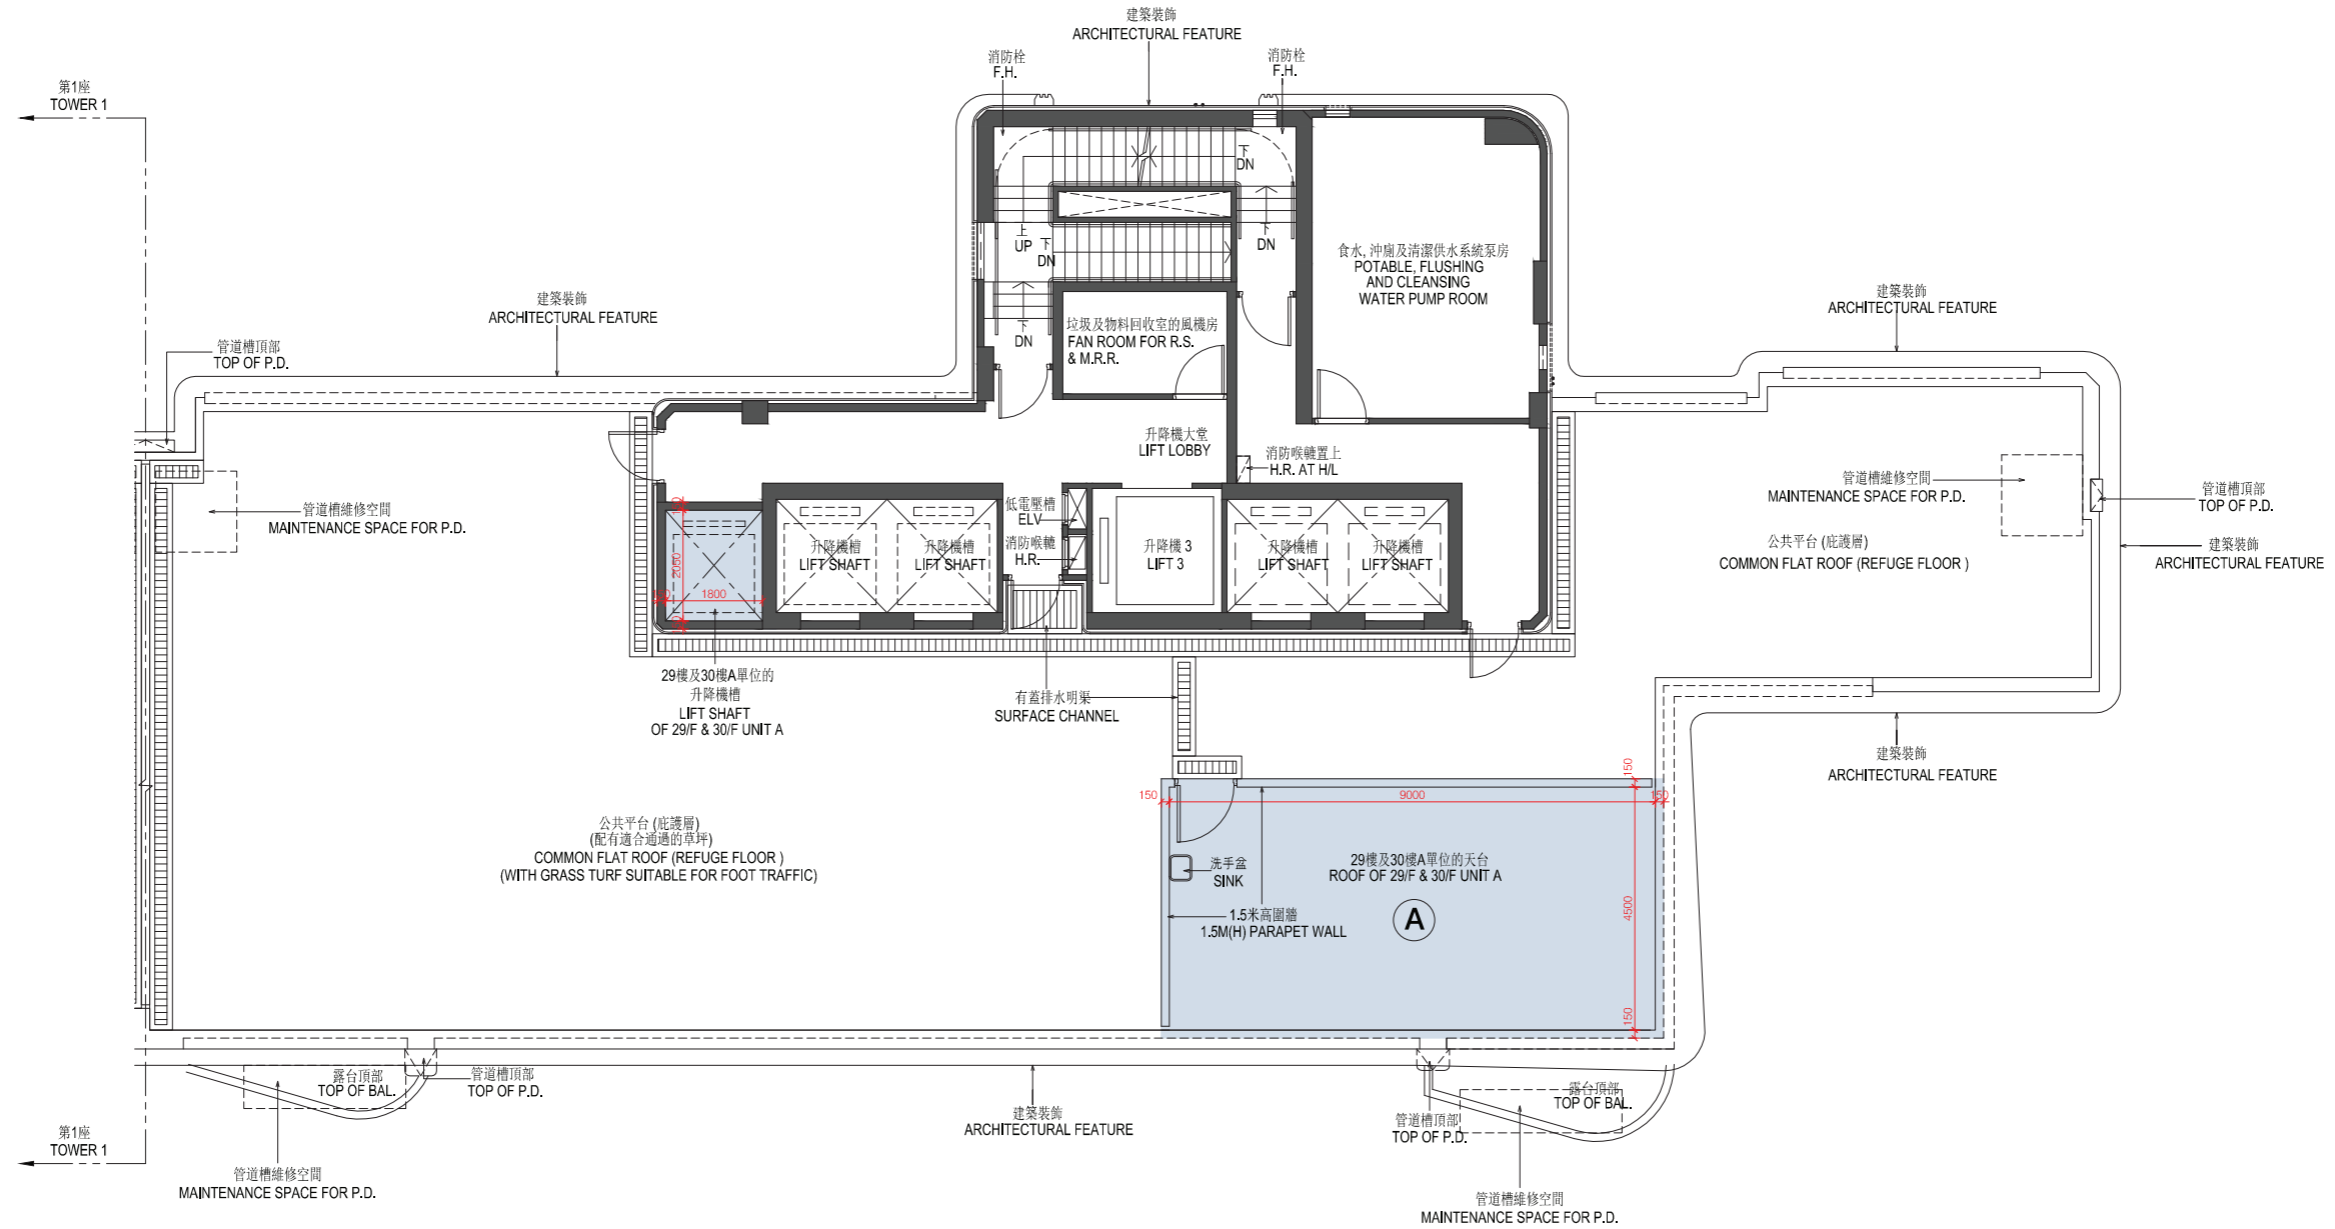 建築裝飾
ARCHITECTURAL FEATURE
消防栓
F.H.
消防栓
F.H.
第1座
TOWER 1
下
DN
上
UP
下
DN
下
DN
食水, 沖廁及清潔供水系統泵房
POTABLE, FLUSHING
AND CLEANSING
WATER PUMP ROOM
建築裝飾
ARCHITECTURAL FEATURE
建築裝飾
ARCHITECTURAL FEATURE
垃圾及物料回收室的風機房
FAN ROOM FOR R.S.
& M.R.R.
下
DN
管道槽頂部
TOP OF P.D.
升降機大堂
LIFT LOBBY
消防喉轆置上
H.R. AT H/L
管道槽維修空間
MAINTENANCE SPACE FOR P.D.
管道槽維修空間
MAINTENANCE SPACE FOR P.D.
管道槽頂部
TOP OF P.D.
低電壓槽
ELV
消防喉轆
H.R.
升降機槽
LIFT SHAFT
升降機槽
LIFT SHAFT
升降機 3
LIFT 3
升降機槽
LIFT SHAFT
升降機槽
LIFT SHAFT
2050
1800
公共平台 (庇護層)
COMMON FLAT ROOF (REFUGE FLOOR )
建築裝飾
ARCHITECTURAL FEATURE
29樓及30樓A單位的
升降機槽
LIFT SHAFT
OF 29/F & 30/F UNIT A
有蓋排水明渠
SURFACE CHANNEL
建築裝飾
ARCHITECTURAL FEATURE
150
150
9000
150
公共平台 (庇護層)
(配有適合通過的草坪)
COMMON FLAT ROOF (REFUGE FLOOR )
(WITH GRASS TURF SUITABLE FOR FOOT TRAFFIC)
洗手盆
SINK
29樓及30樓A單位的天台
ROOF OF 29/F & 30/F UNIT A
A
4500
1.5米高圍牆
1.5M(H) PARAPET WALL
150
露台頂部
TOP OF BAL.
管道槽頂部
TOP OF P.D.
露台頂部
TOP OF BAL.
建築裝飾
ARCHITECTURAL FEATURE
管道槽頂部
TOP OF P.D.
第1座
TOWER 1
管道槽維修空間
MAINTENANCE SPACE FOR P.D.
管道槽維修空間
MAINTENANCE SPACE FOR P.D.